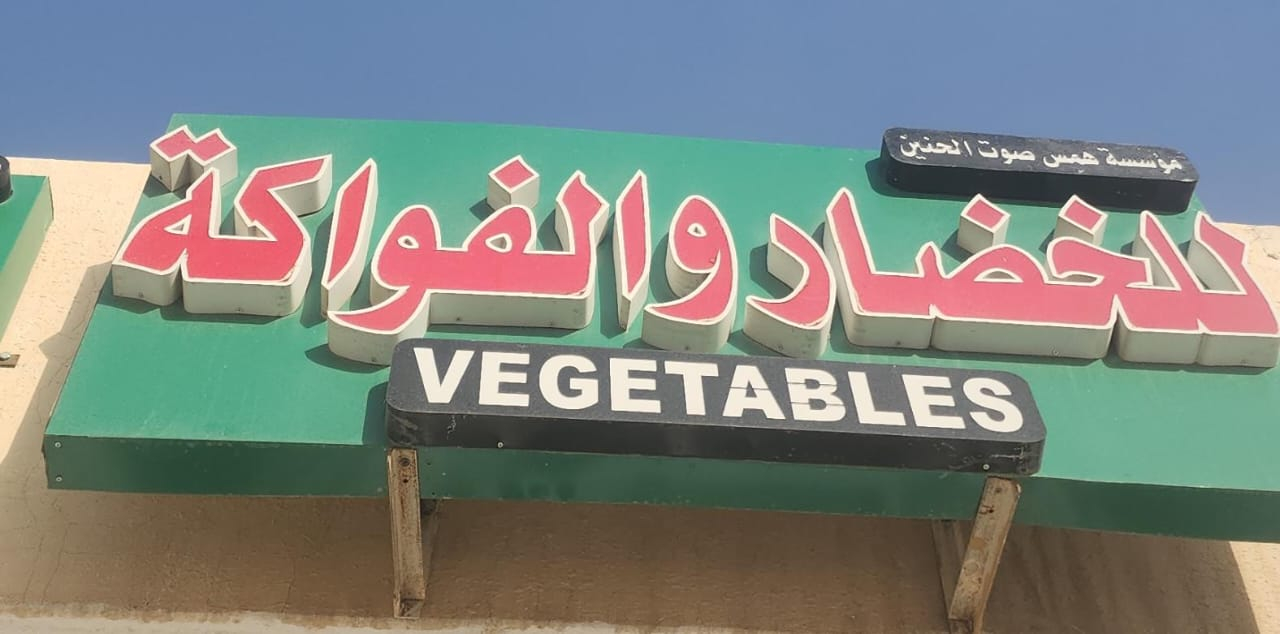 مؤسسة همس صوت الحنين
للخضار والفواكة
VEGETABLES